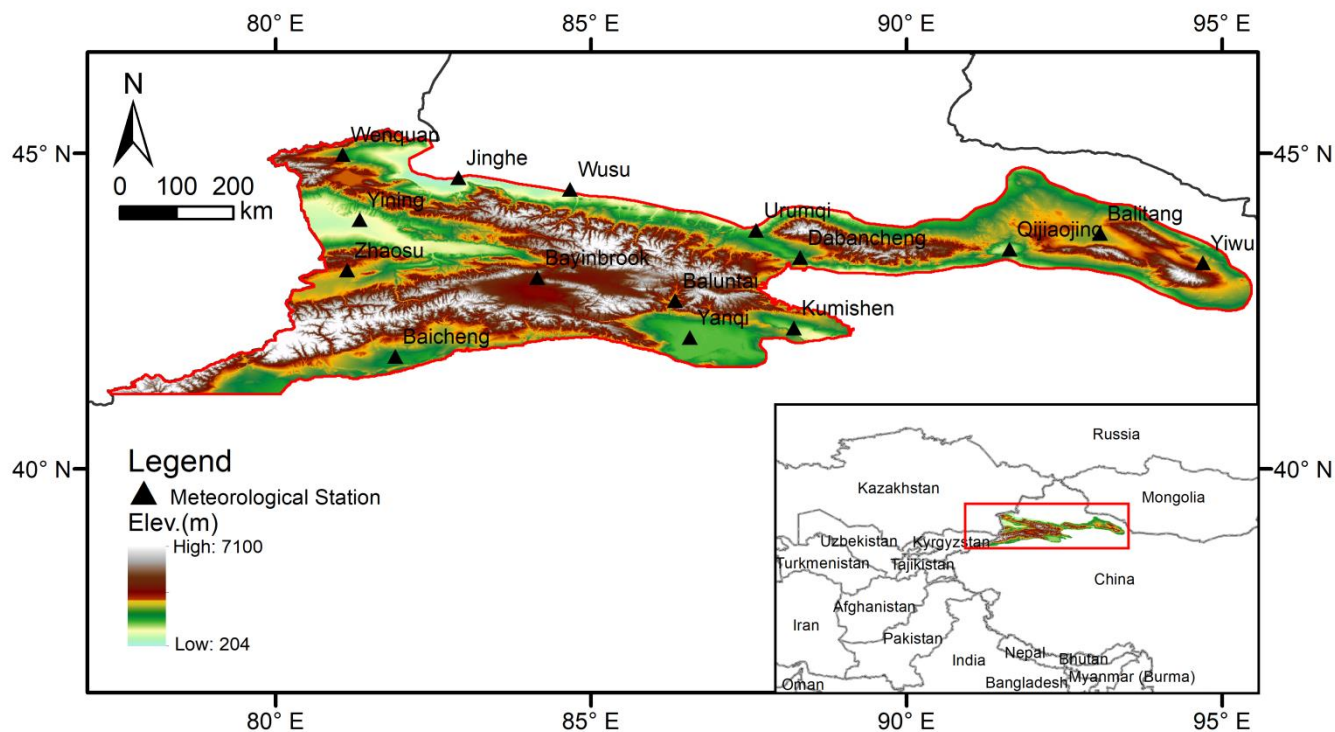 80° E 85° E 90° E 95° E
N
45° N 45° N
0 100 200
km
Wenquan
Jinghe
Wusu
Yining
Urumqi
Balitang
Zhaosu
Dabancheng
Qijiaojing
Yiwu
Bayinbrook
Baluntai
Kumishen
Yanqi
Baicheng
40° N 40° N
Legend
Meteorological Station
Elev.(m)
High: 7100
Low: 204
Russia
Kazakhstan
Mongolia
Uzbekistan
Kyrgyzstan
Turkmenistan
Tajikistan
China
Afghanistan
Iran
Pakistan
India
Nepal
Bhutan
Myanmar (Burma)
Oman
Bangladesh
80° E 85° E 90° E 95° E